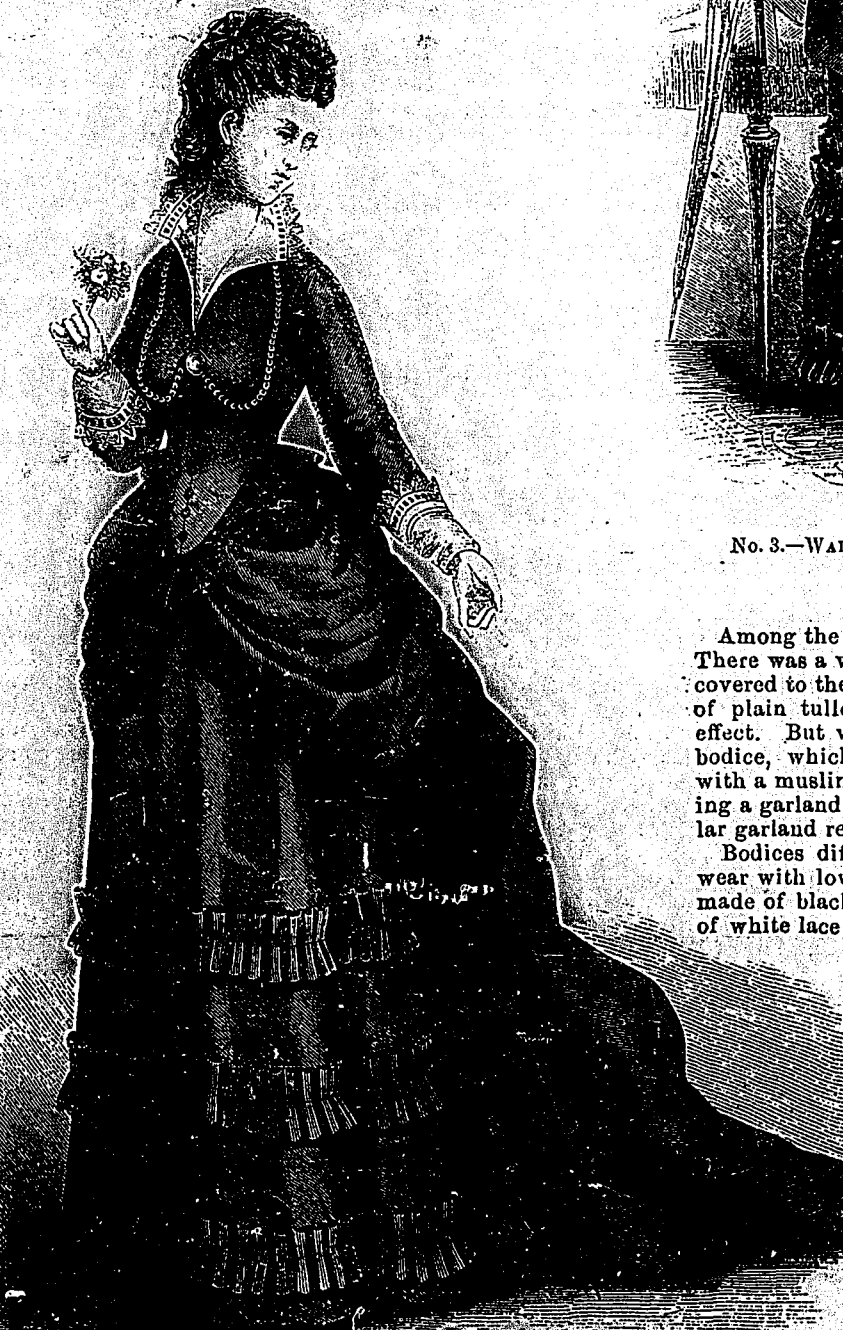 No. 3.—WAI
Among the
There was a v
covered to the
of plain tulle
effect. But v
bodice, which
with a muslin
ing a garland
lar garland re
Bodices dif
wear with lov
made of black
of white lace